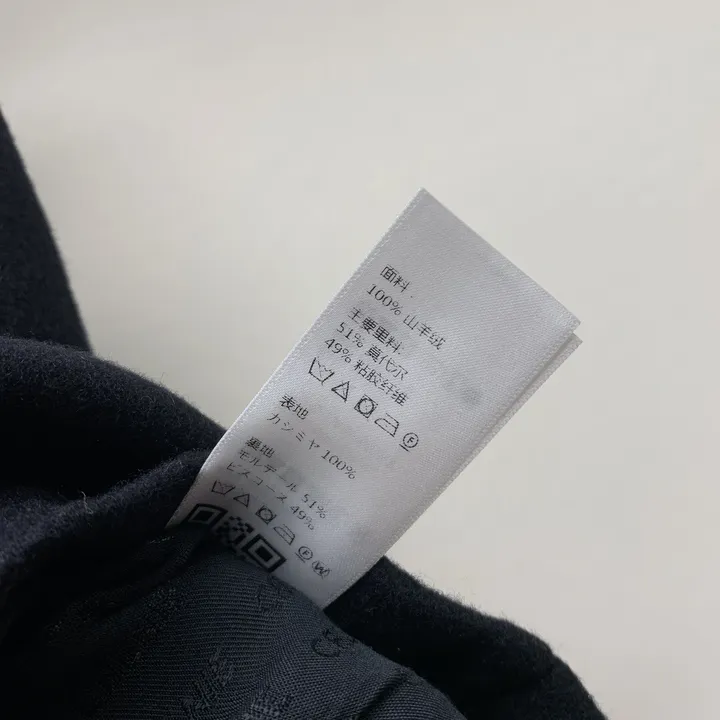 面料:
100% 山羊绒
主要里料:
51% 莫代尔
49% 粘胶纤维
F
表地
カシミヤ 100%
裏地
モルデール 51%
ビスコース 49%
F W